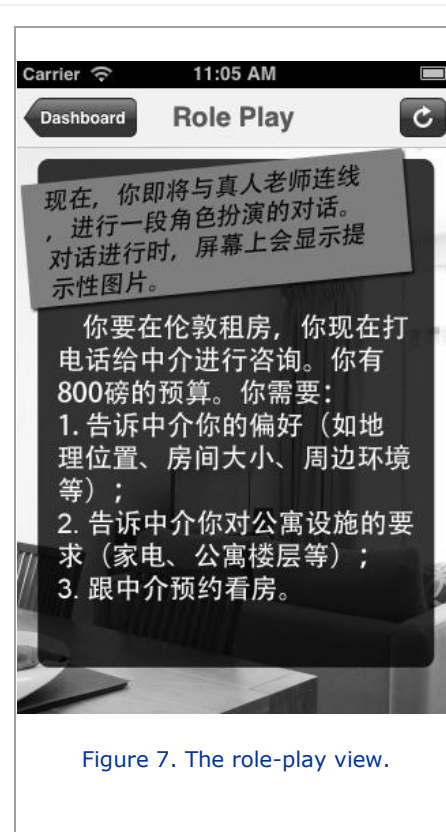 Carrier 11:05 AM
Dashboard Role Play
现在，你即将与真人老师连线
，进行一段角色扮演的对话。
对话进行时，屏幕上会显示提
示性图片。
你要在伦敦租房，你现在打
电话给中介进行咨询。你有
800磅的预算。你需要：
1. 告诉中介你的偏好（如地
理位置、房间大小、周边环境
等）；
2. 告诉中介你对公寓设施的要
求（家电、公寓楼层等）；
3. 跟中介预约看房。
Figure 7. The role-play view.